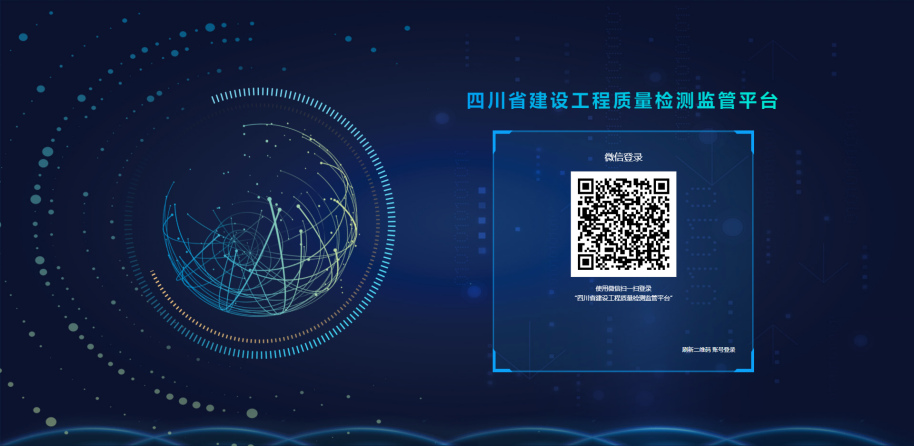 四川省建设工程质量检测监管平台
微信登录
使用微信扫一扫登录
“四川省建设工程质量检测监管平台”
刷新二维码 账号登录